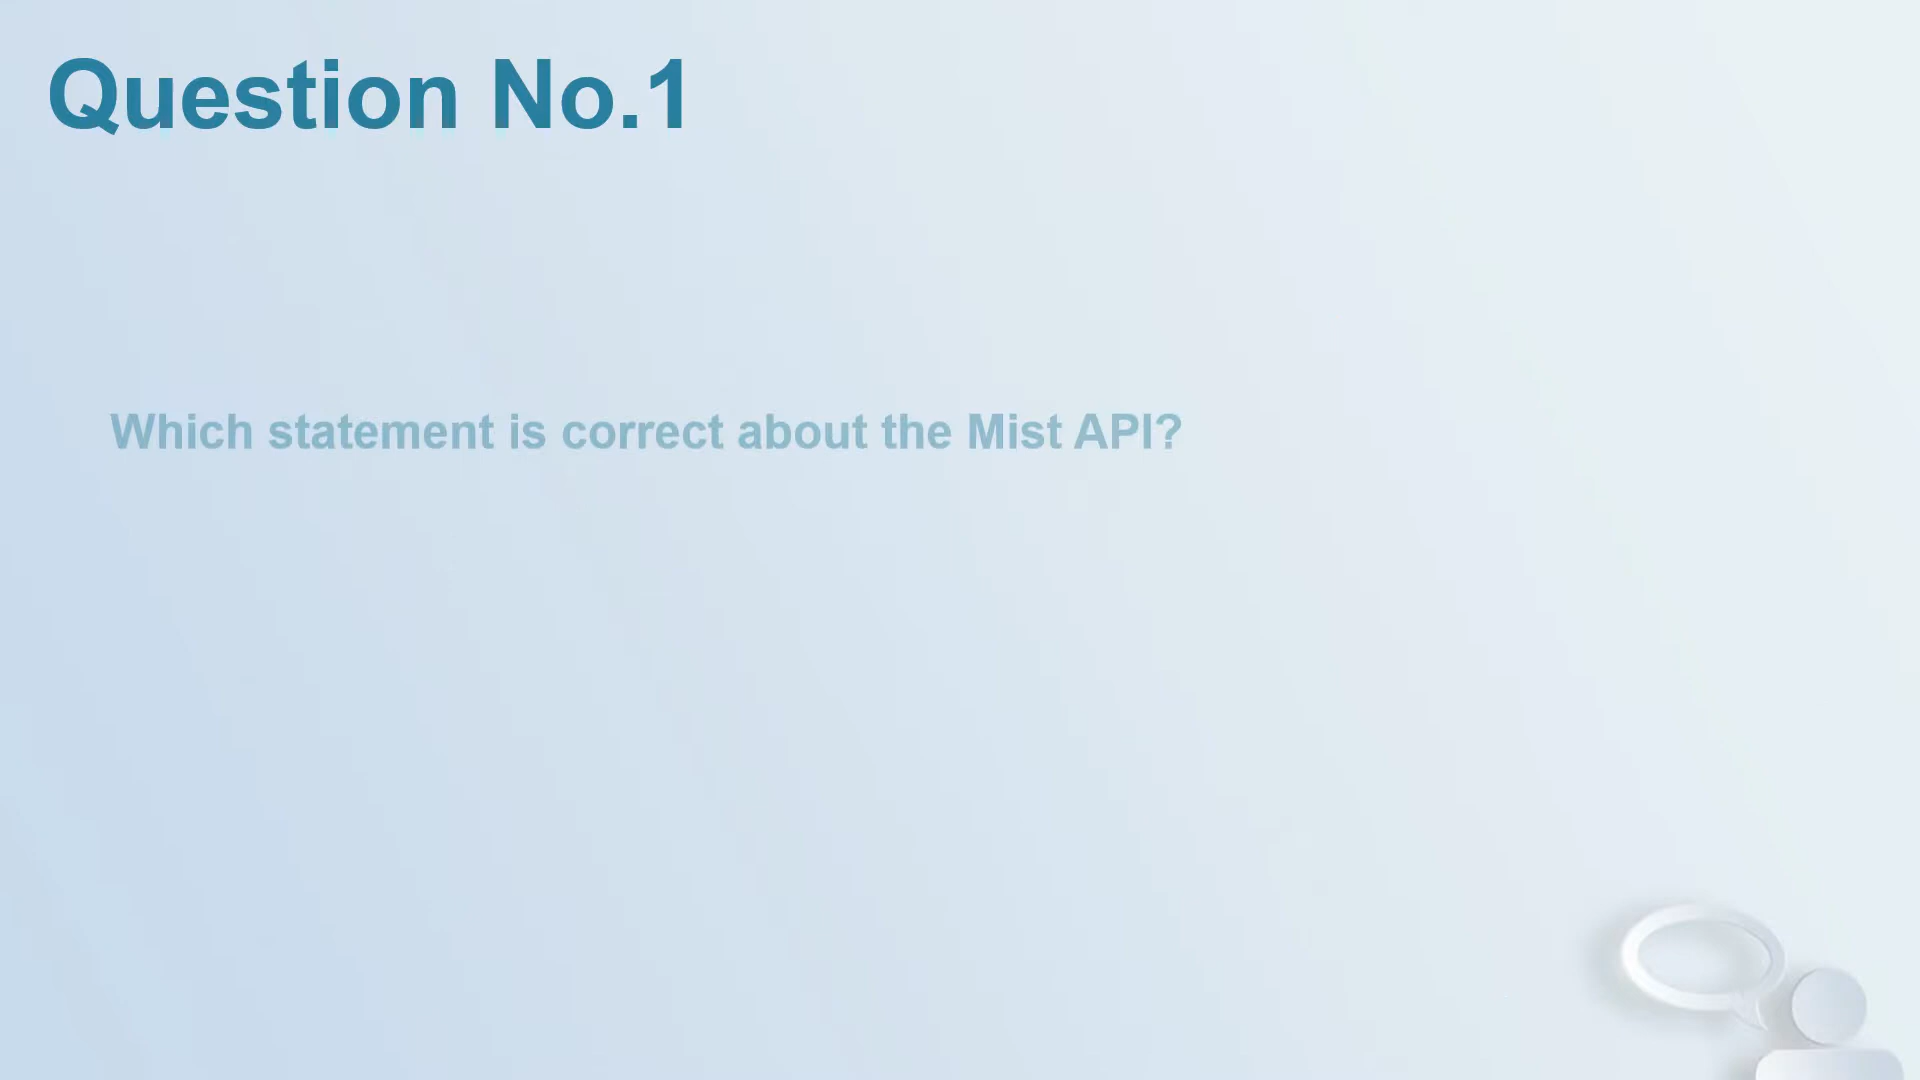 Question No.1
Which statement is correct about the Mist API?